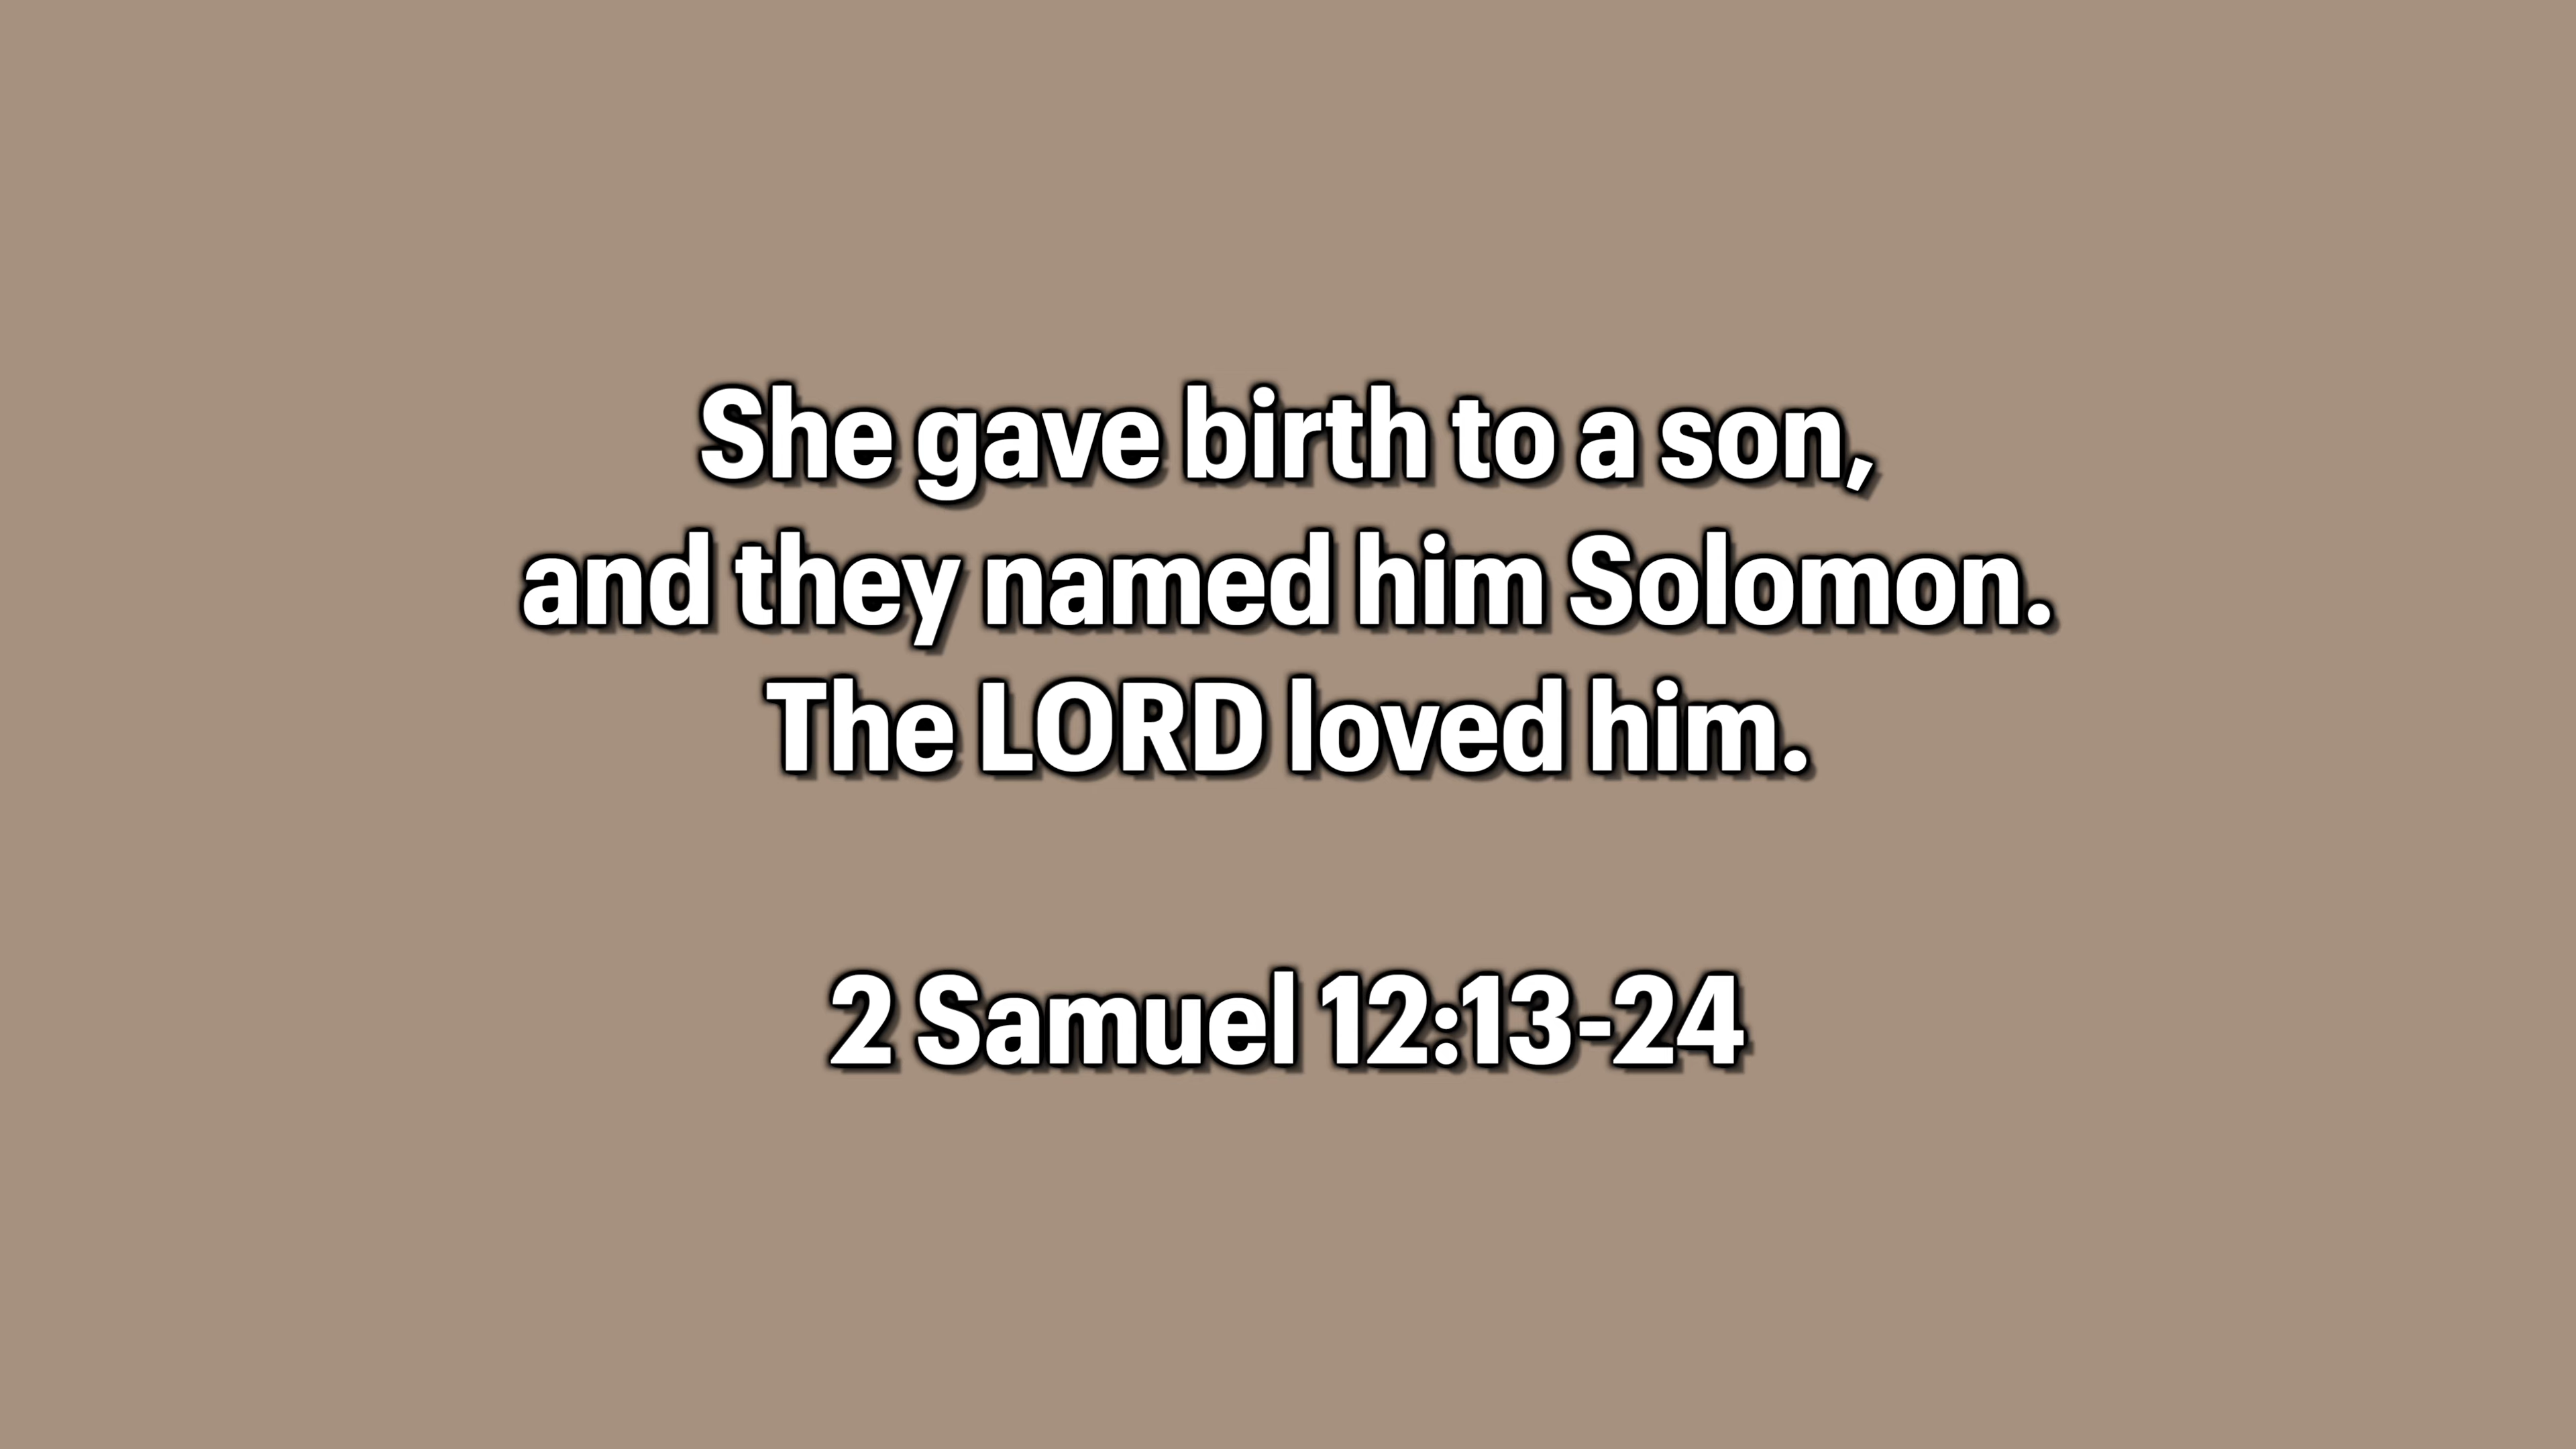 She gave birth to a son,
and they named him Solomon.
The LORD loved him.
2 Samuel 12:13-24